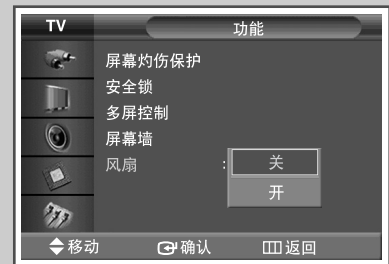 TV 功能
屏幕灼伤保护
安全锁
多屏控制
屏幕墙
风扇 : 关
开
移动 确认 返回